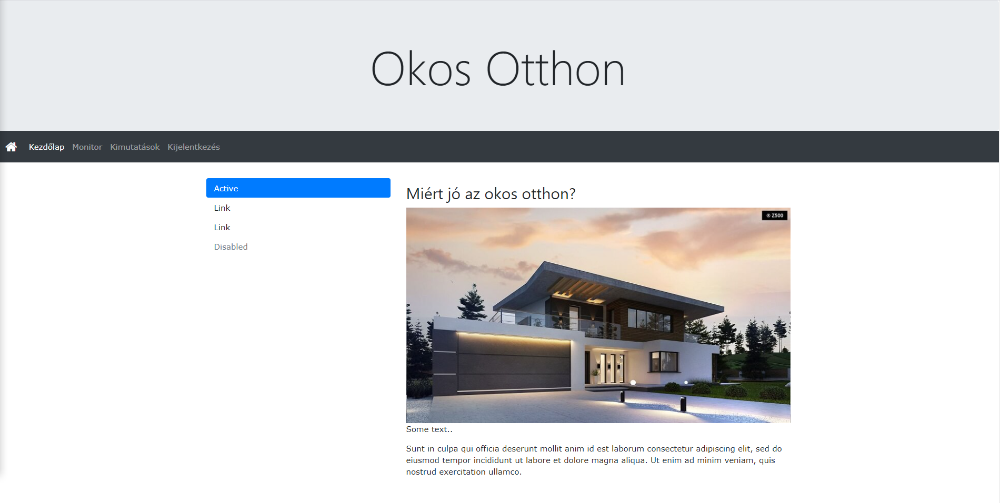 Okos Otthon
Kezdőlap Monitor Kimutatások Kijelentkezés
Active
Link
Link
Disabled
Miért jó az okos otthon?
® Z500
Some text..
Sunt in culpa qui officia deserunt mollit anim id est laborum consectetur adipiscing elit, sed do
eiusmod tempor incididunt ut labore et dolore magna aliqua. Ut enim ad minim veniam, quis
nostrud exercitation ullamco.